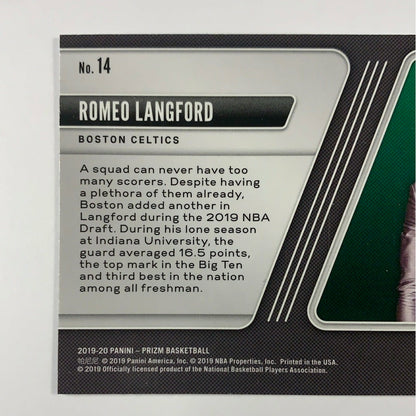 No. 14
ROMEO LANGFORD
BOSTON CELTICS
A squad can never have too
many scorers. Despite having
a plethora of them already,
Boston added another in
Langford during the 2019 NBA
Draft. During his lone season
at Indiana University, the
guard averaged 16.5 points,
the top mark in the Big Ten
and third best in the nation
among all freshman.
2019-20 PANINI – PRIZM BASKETBALL
帕尼尼 © 2019 Panini America, Inc. © 2019 NBA Properties, Inc. Printed in the USA.
© 2019 Officially licensed product of the National Basketball Players Association.